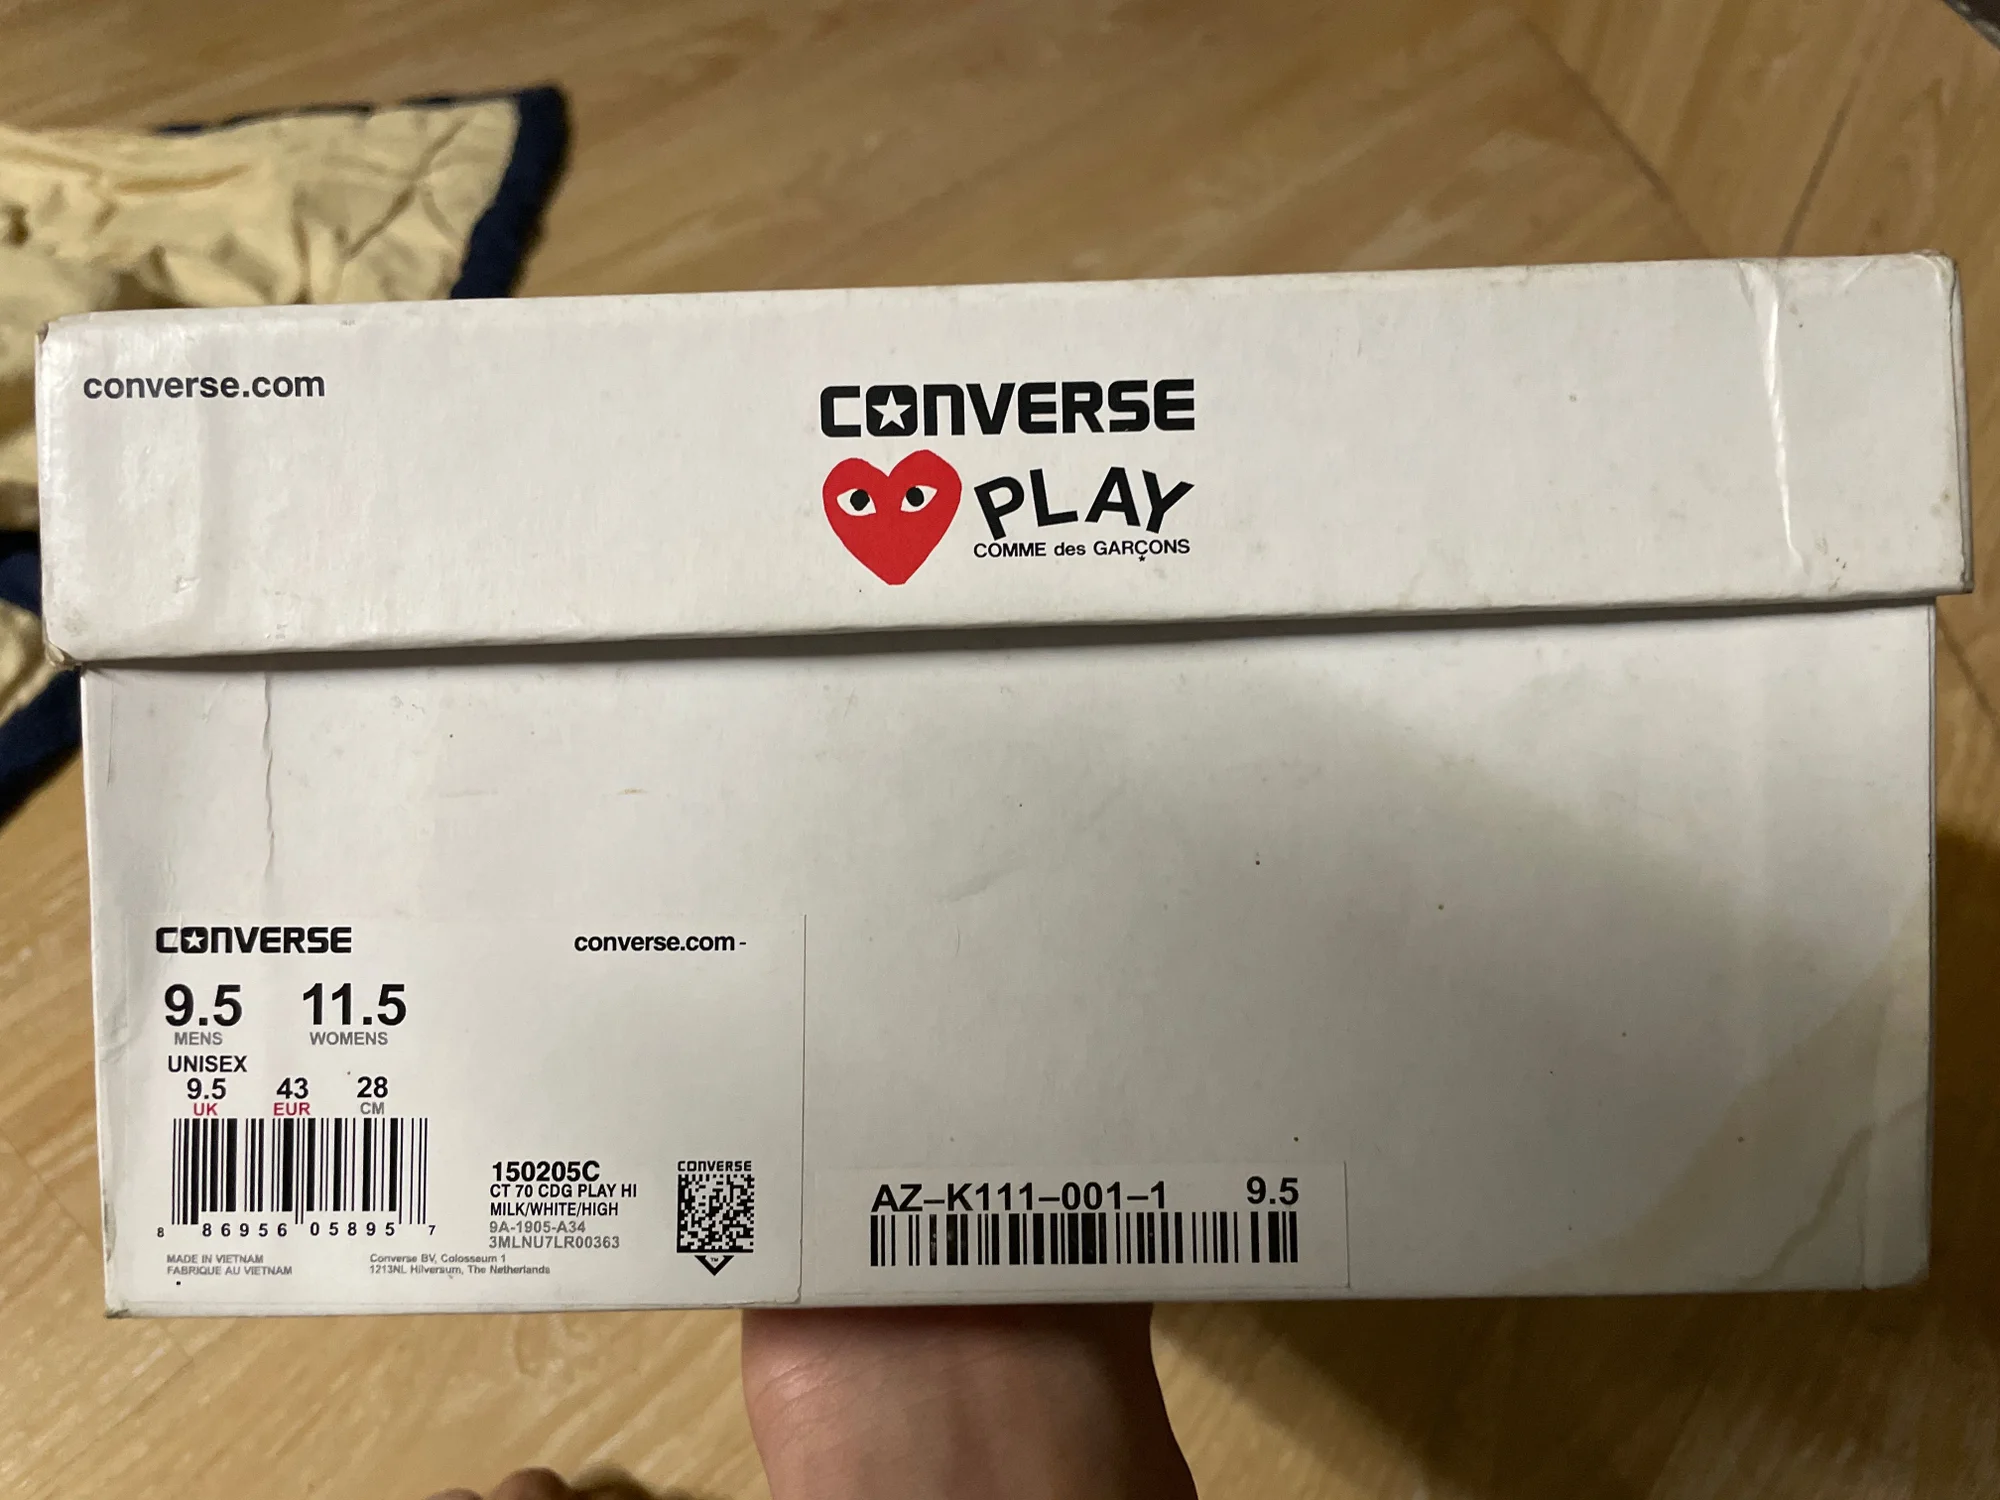 converse.com
CONVERSE
PLAY
COMME des GARÇONS
CONVERSE
converse.com -
9.5 11.5
MENS WOMENS
UNISEX
9.5 43 28
UK EUR CM
8 86956 05895 7
150205C
CT 70 CDG PLAY HI
MILK/WHITE/HIGH
9A-1905-A34
3MLNU7LR00363
CONVERSE
TM
MADE IN VIETNAM
FABRIQUE AU VIETNAM
Converse BV, Colosseum 1
1213NL Hilversum, The Netherlands
AZ–K111–001–1 9.5